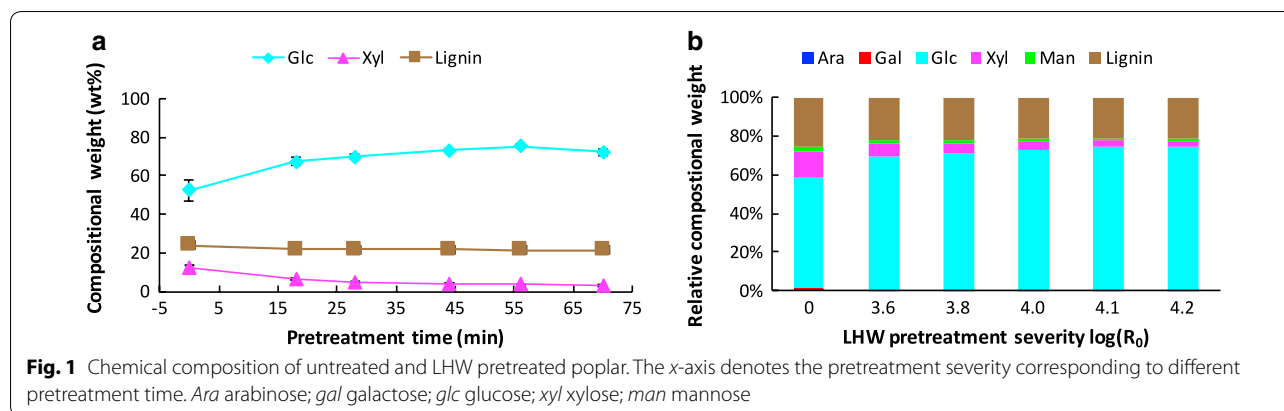 a
Glc Xyl Lignin
Compositional weight (wt%)
100
80
60
40
20
0
-5 5 15 25 35 45 55 65 75
Pretreatment time (min)
b
Ara Gal Glc Xyl Man Lignin
Relative compostional weight
100%
80%
60%
40%
20%
0%
0 3.6 3.8 4.0 4.1 4.2
LHW pretreatment severity log(R₀)
Fig. 1 Chemical composition of untreated and LHW pretreated poplar. The x-axis denotes the pretreatment severity corresponding to different
pretreatment time. Ara arabinose; gal galactose; glc glucose; xyl xylose; man mannose